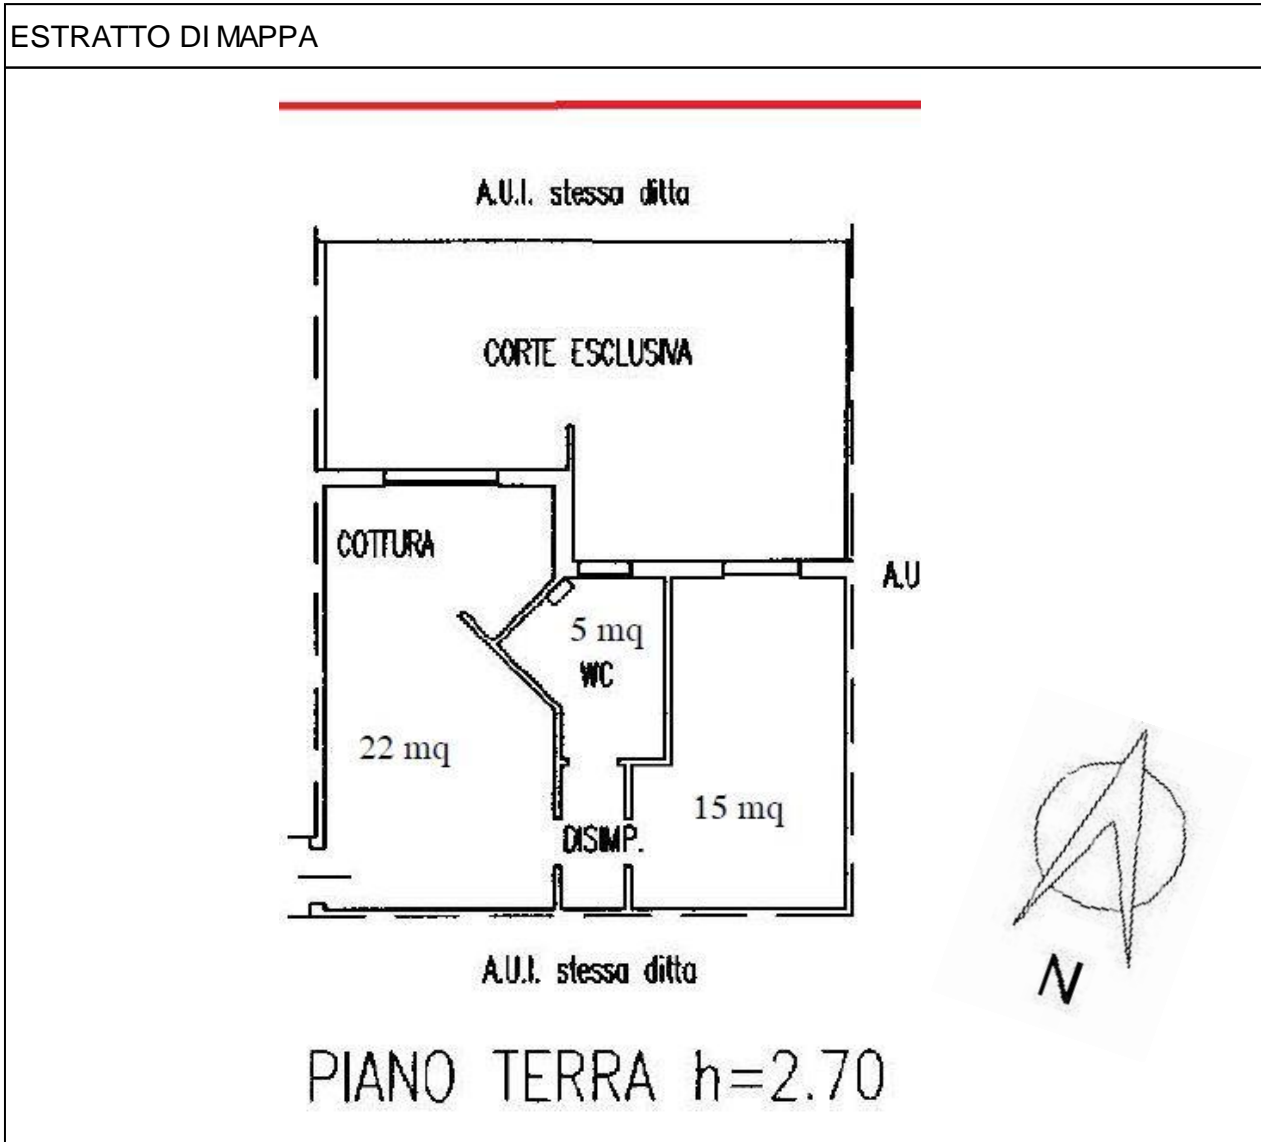 ESTRATTO DI MAPPA
A.U.I. stessa ditta
CORTE ESCLUSIVA
COTTURA
A.U
5 mq
WC
22 mq
15 mq
DISIMP.
A.U.I. stessa ditta
N
PIANO TERRA h=2.70